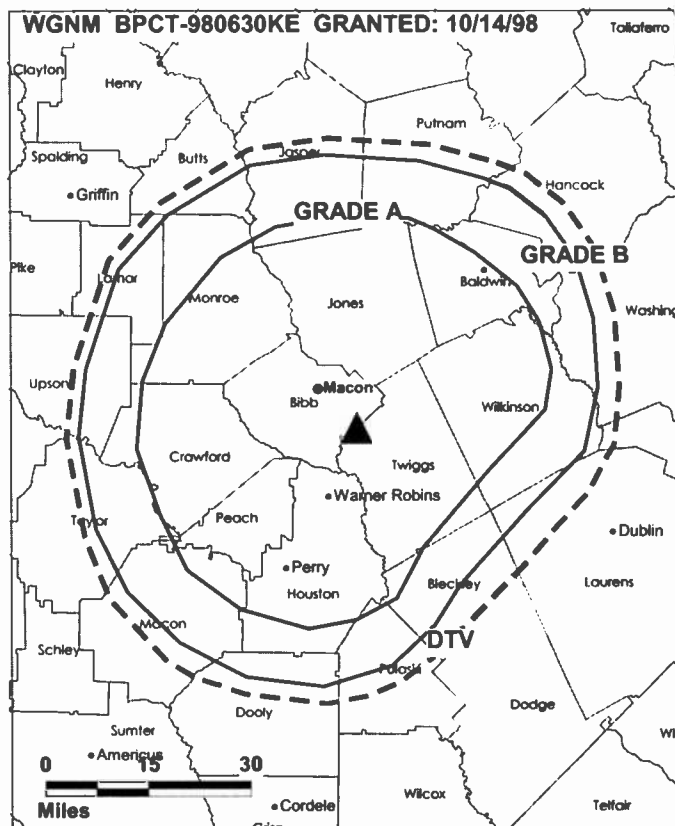 WGNM BPCT-980630KE GRANTED: 10/14/98
Taliaferro
Clayton
Henry
Putnam
Spalding
Butts
Jasper
Hancock
Griffin
GRADE A
GRADE B
Pike
Lamar
Monroe
Jones
Baldwin
Washing
Upson
Macon
Bibb
Wilkinson
Crawford
Twiggs
Warner Robins
Peach
Taylor
Dublin
Perry
Houston
Bleckley
Laurens
Macon
DTV
Schley
Pulaski
Dooly
Dodge
Sumter
Americus
0 15 30
Miles
Cordele
Wilcox
Telfair